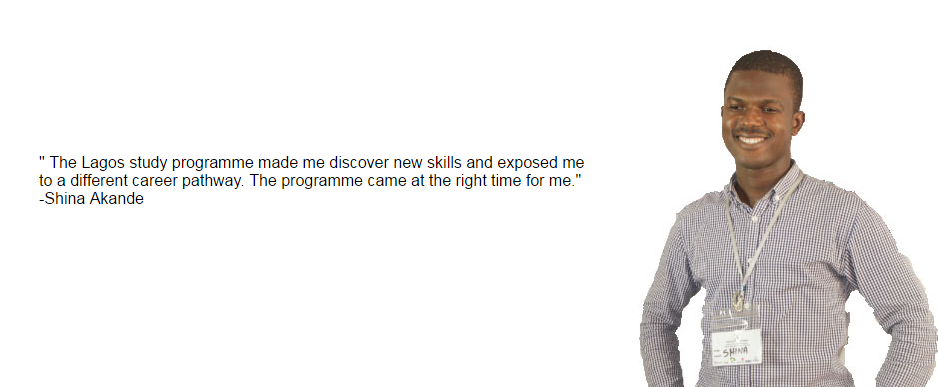 " The Lagos study programme made me discover new skills and exposed me
to a different career pathway. The programme came at the right time for me."
-Shina Akande
SHINA